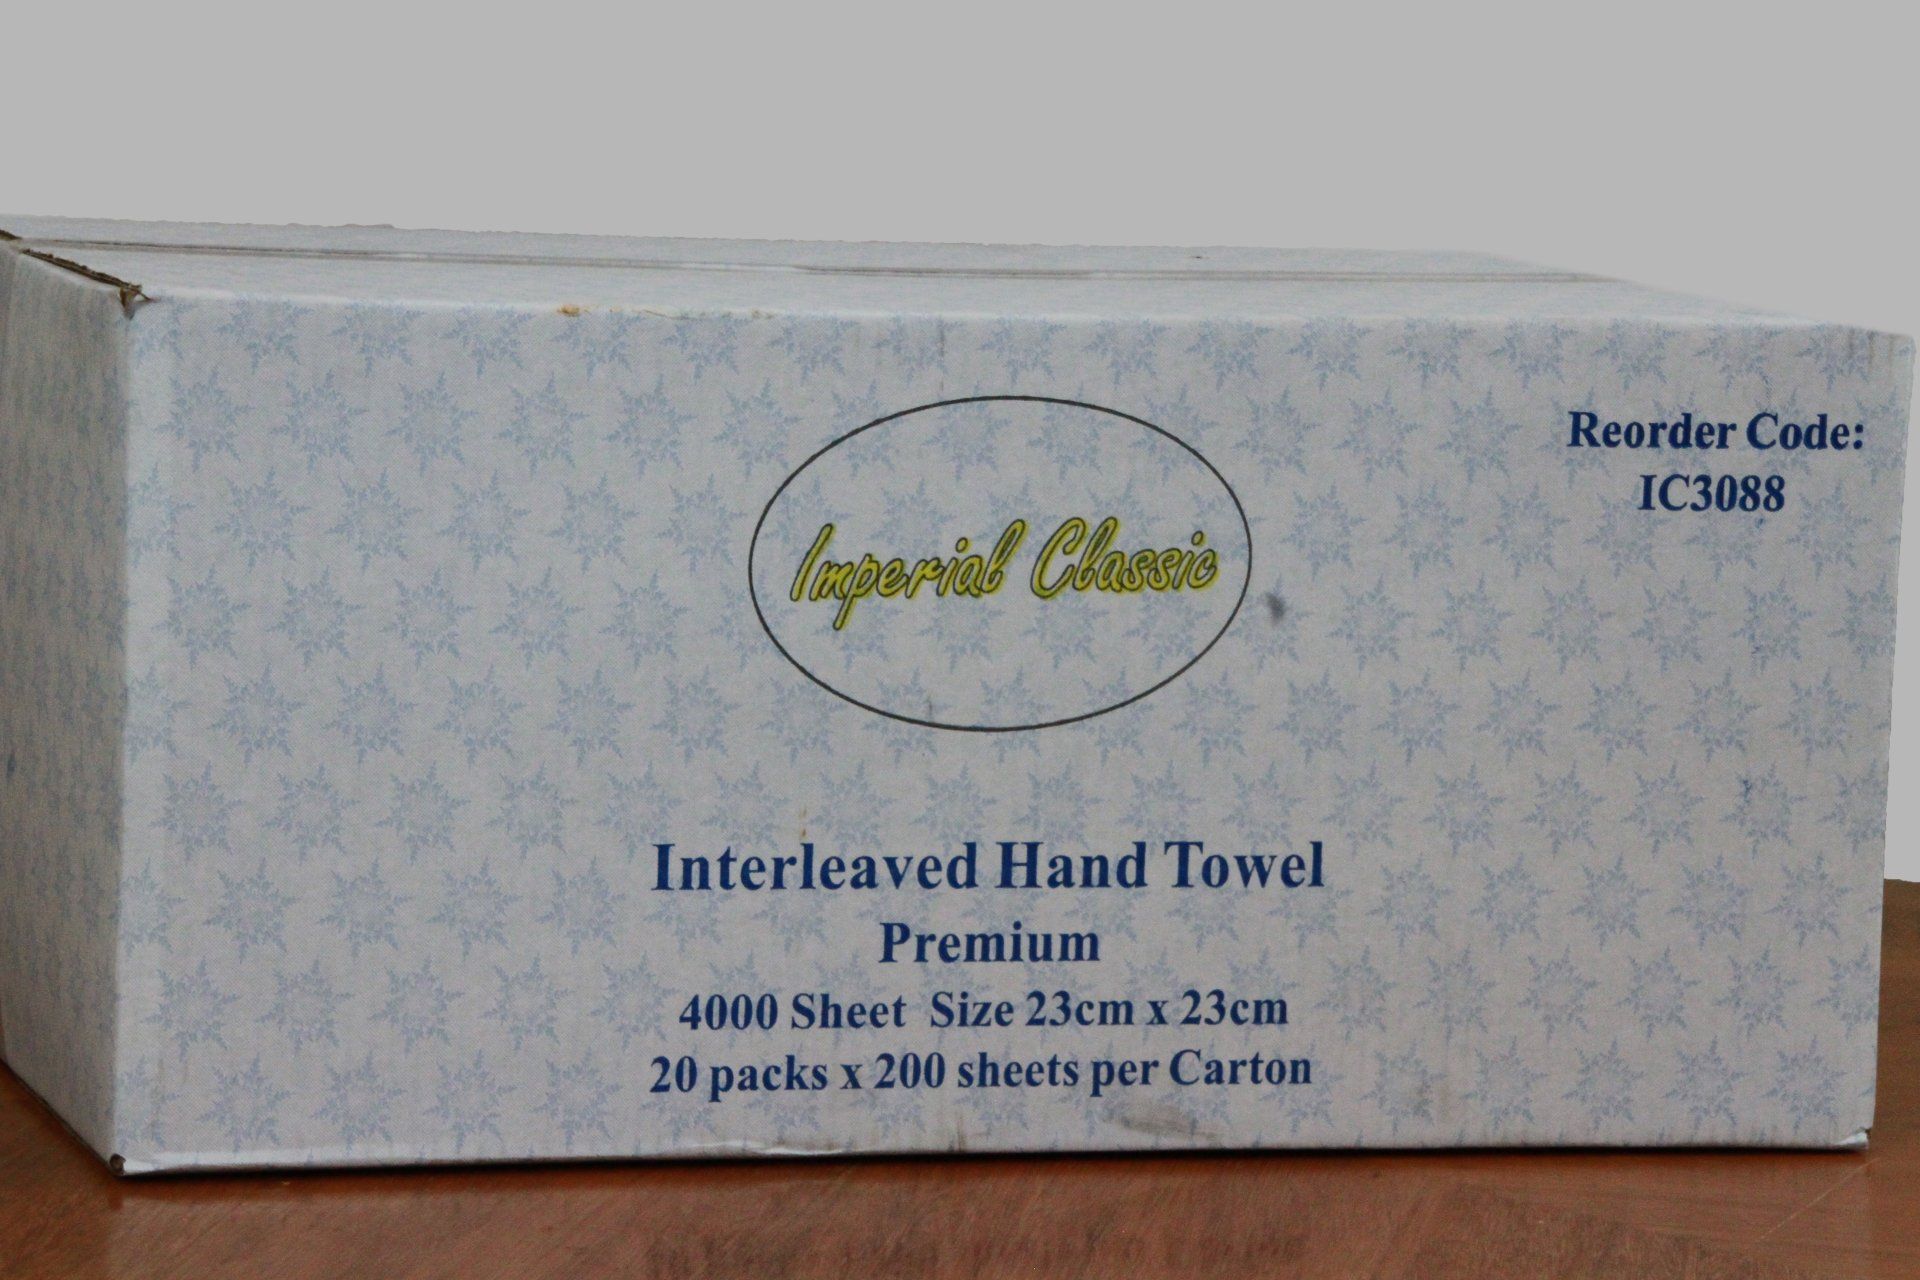 Reorder Code:
IC3088
Imperial Classic
Interleaved Hand Towel
Premium
4000 Sheet Size 23cm x 23cm
20 packs x 200 sheets per Carton